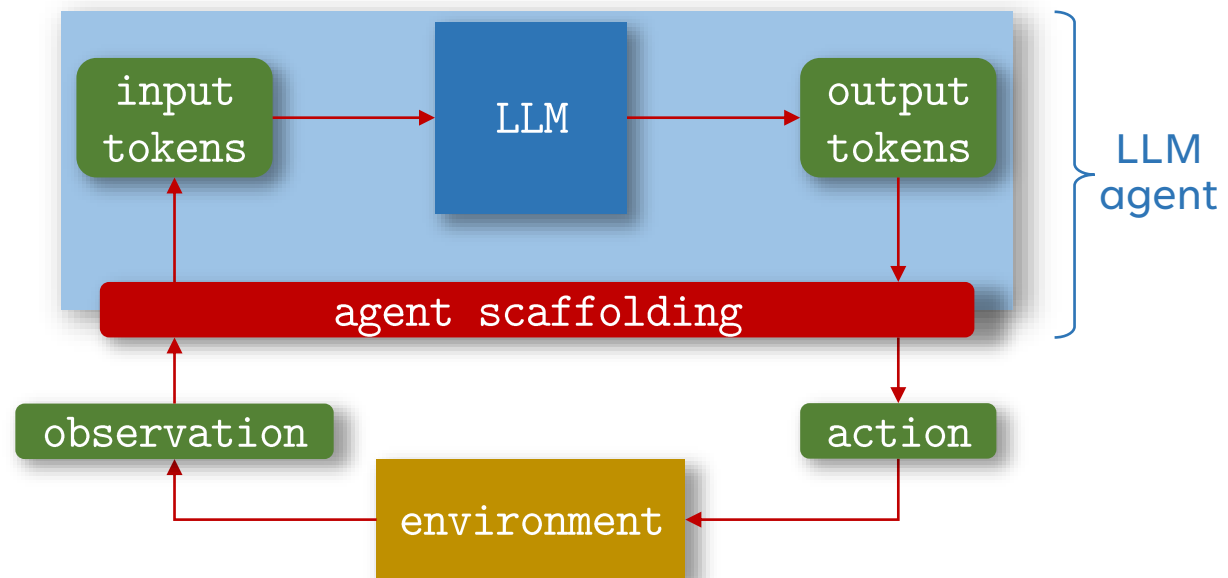 input
tokens
LLM
output
tokens
LLM
agent
agent scaffolding
observation
action
environment